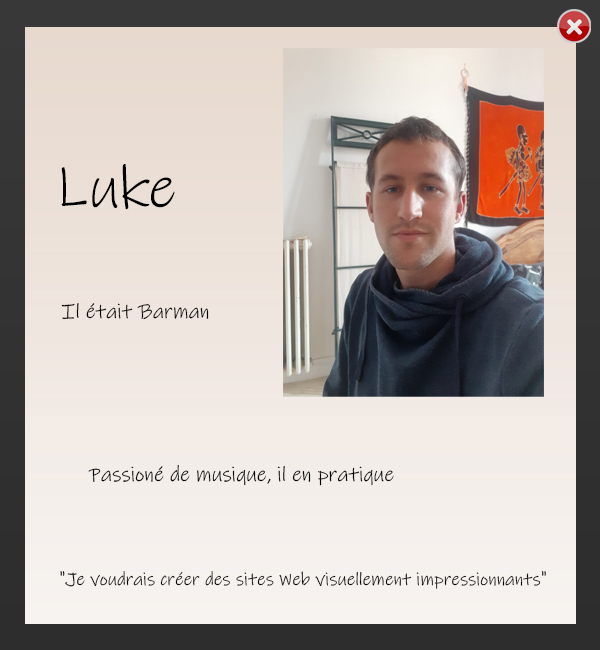 Luke
Il était Barman
Passioné de musique, il en pratique
"Je voudrais créer des sites Web visuellement impressionnants"